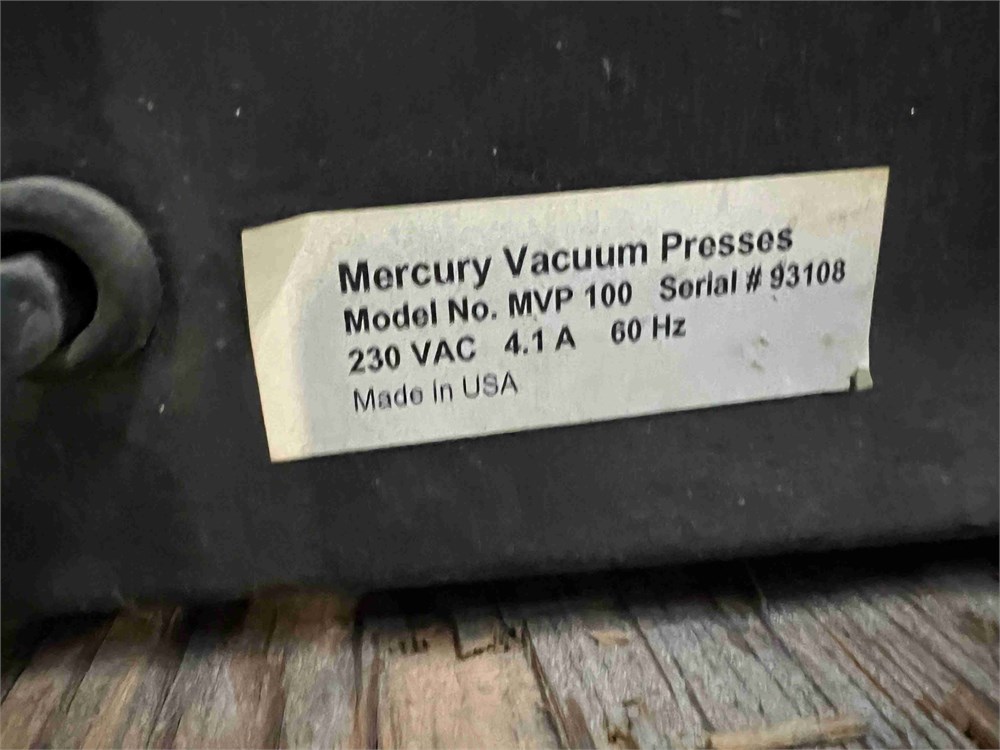 Mercury Vacuum Presses
Model No. MVP 100 Serial # 93108
230 VAC 4.1 A 60 Hz
Made in USA